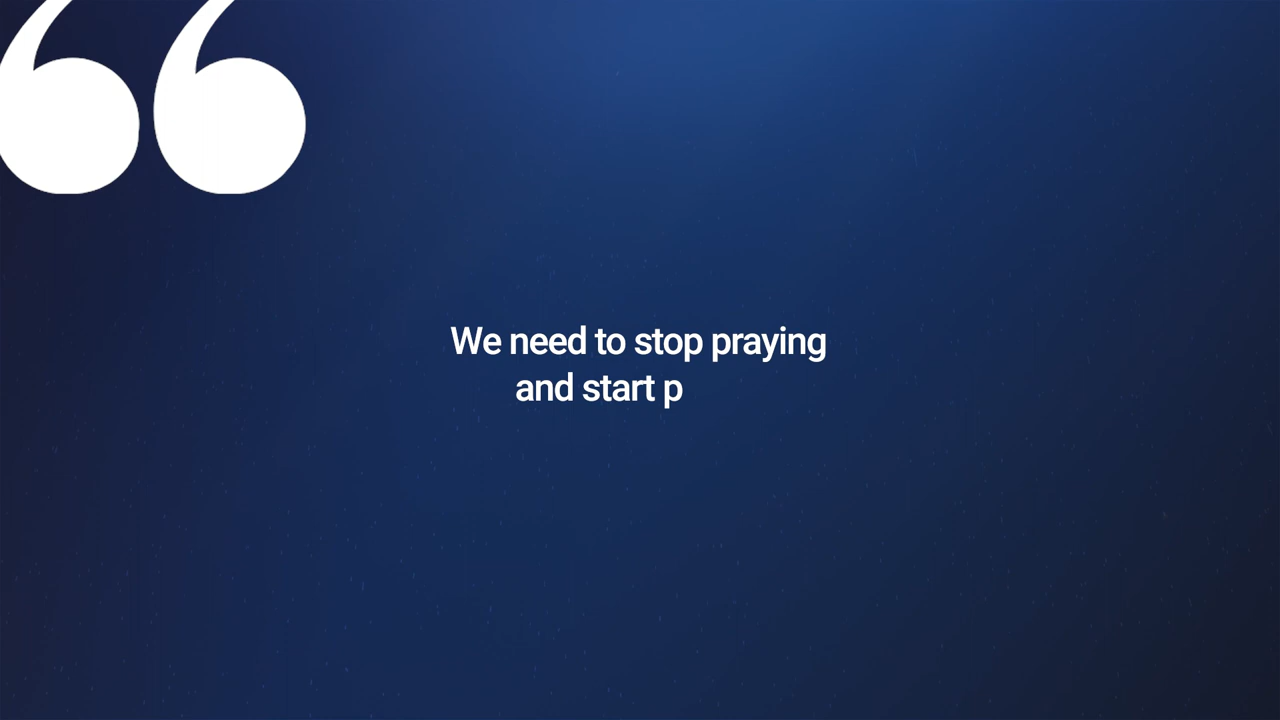 “
We need to stop praying
and start p